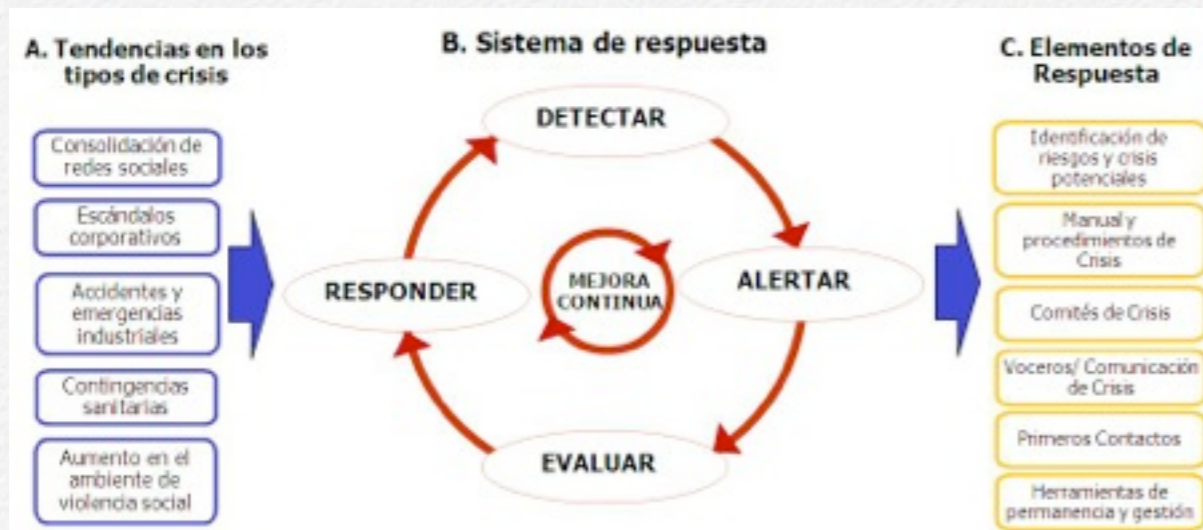 A. Tendencias en los
tipos de crisis
Consolidación de
redes sociales
Escándalos
corporativos
Accidentes y
emergencias
industriales
Contingencias
sanitarias
Aumento en el
ambiente de
violencia social
B. Sistema de respuesta
DETECTAR
ALERTAR
EVALUAR
RESPONDER
MEJORA
CONTINUA
C. Elementos de
Respuesta
Identificación de
riesgos y crisis
potenciales
Manual y
procedimientos de
Crisis
Comités de Crisis
Voceros/ Comunicación
de Crisis
Primeros Contactos
Herramientas de
permanencia y gestión